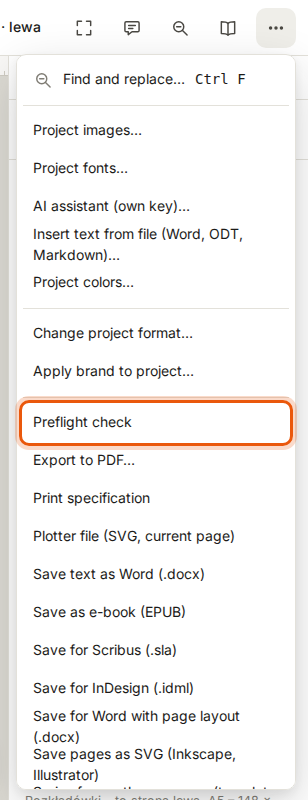 · lewa
Find and replace... Ctrl F
Project images...
Project fonts...
AI assistant (own key)...
Insert text from file (Word, ODT,
Markdown)...
Project colors...
Change project format...
Apply brand to project...
Preflight check
Export to PDF...
Print specification
Plotter file (SVG, current page)
Save text as Word (.docx)
Save as e-book (EPUB)
Save for Scribus (.sla)
Save for InDesign (.idml)
Save for Word with page layout
(.docx)
Save pages as SVG (Inkscape,
Illustrator)